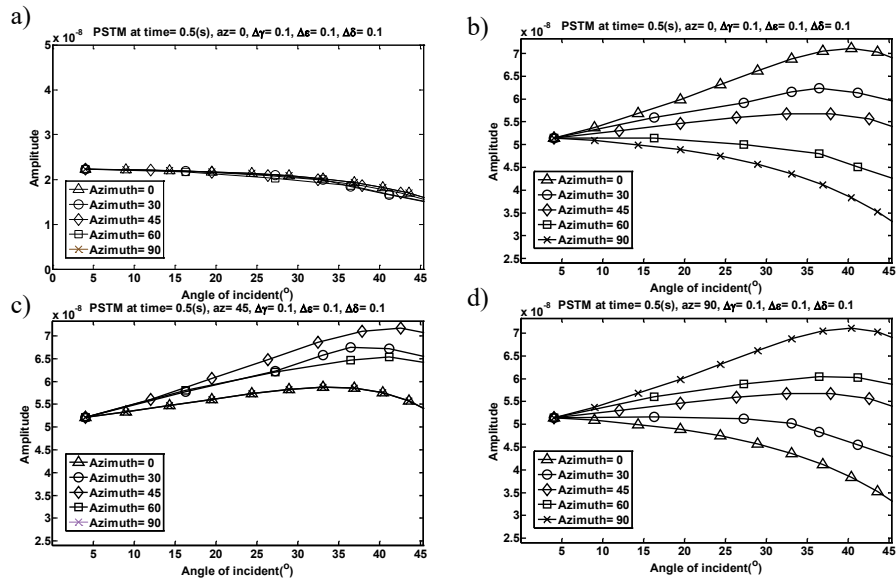 a)
PSTM at time= 0.5(s), az= 0, Δγ= 0.1, Δε= 0.1, Δδ= 0.1
x 10⁻⁸
5
4
3
2
1
0
Amplitude
Azimuth= 0
Azimuth= 30
Azimuth= 45
Azimuth= 60
Azimuth= 90
0 5 10 15 20 25 30 35 40 45
Angle of incident(°)
b)
PSTM at time= 0.5(s), az= 0, Δγ= 0.1, Δε= 0.1, Δδ= 0.1
x 10⁻⁸
7
6.5
6
5.5
5
4.5
4
3.5
3
2.5
Amplitude
Azimuth= 0
Azimuth= 30
Azimuth= 45
Azimuth= 60
Azimuth= 90
5 10 15 20 25 30 35 40 45
Angle of incident(°)
c)
PSTM at time= 0.5(s), az= 45, Δγ= 0.1, Δε= 0.1, Δδ= 0.1
x 10⁻⁸
7
6.5
6
5.5
5
4.5
4
3.5
3
2.5
Amplitude
Azimuth= 0
Azimuth= 30
Azimuth= 45
Azimuth= 60
Azimuth= 90
5 10 15 20 25 30 35 40 45
Angle of incident(°)
d)
PSTM at time= 0.5(s), az= 90, Δγ= 0.1, Δε= 0.1, Δδ= 0.1
x 10⁻⁸
7
6.5
6
5.5
5
4.5
4
3.5
3
2.5
Amplitude
Azimuth= 0
Azimuth= 30
Azimuth= 45
Azimuth= 60
Azimuth= 90
5 10 15 20 25 30 35 40 45
Angle of incident(°)